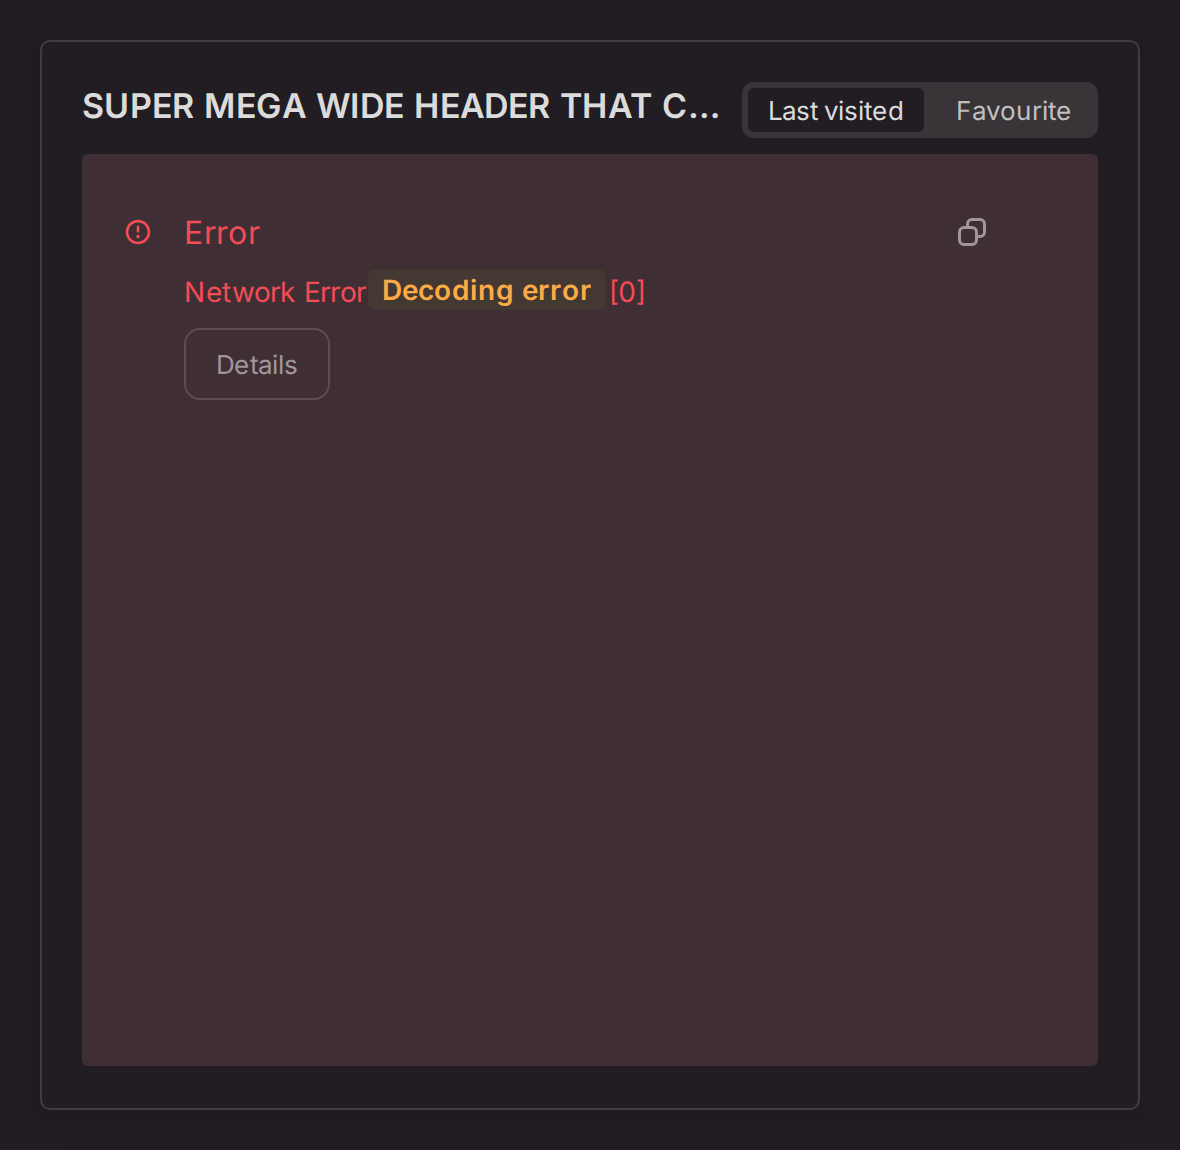 SUPER MEGA WIDE HEADER THAT C...
Last visited Favourite
Error
Network Error Decoding error [0]
Details